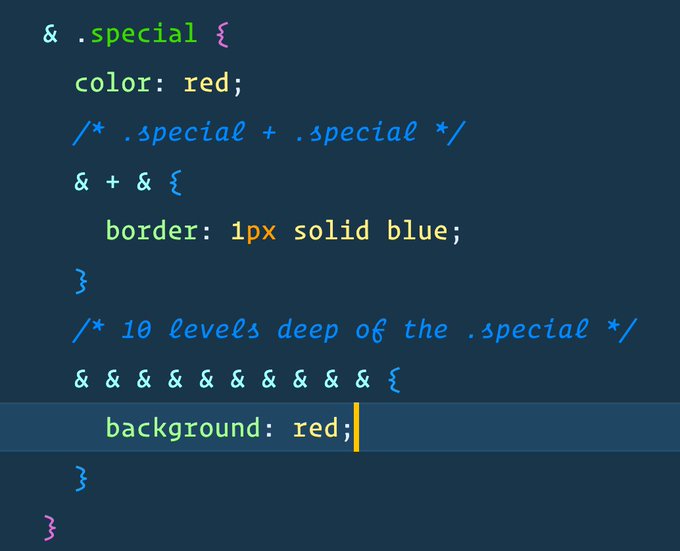 & .special {
color: red;
/* .special + .special */
& + & {
border: 1px solid blue;
}
/* 10 levels deep of the .special */
& & & & & & & & & & {
background: red;
}
}